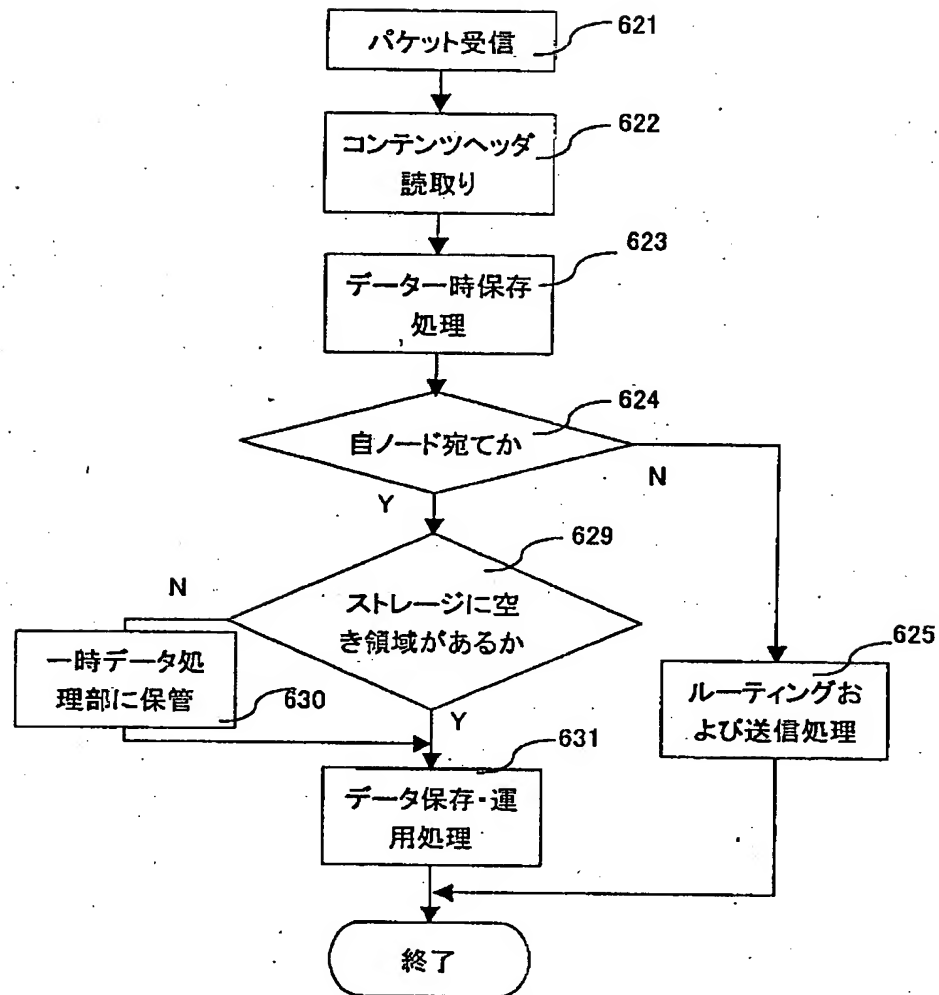 パケット受信
621
コンテンツヘッダ
読取り
622
データ一時保存
処理
623
自ノード宛てか
624
N
Y
ストレージに空
き領域があるか
629
N
一時データ処
理部に保管
630
Y
ルーティングお
よび送信処理
625
データ保存・運
用処理
631
終了